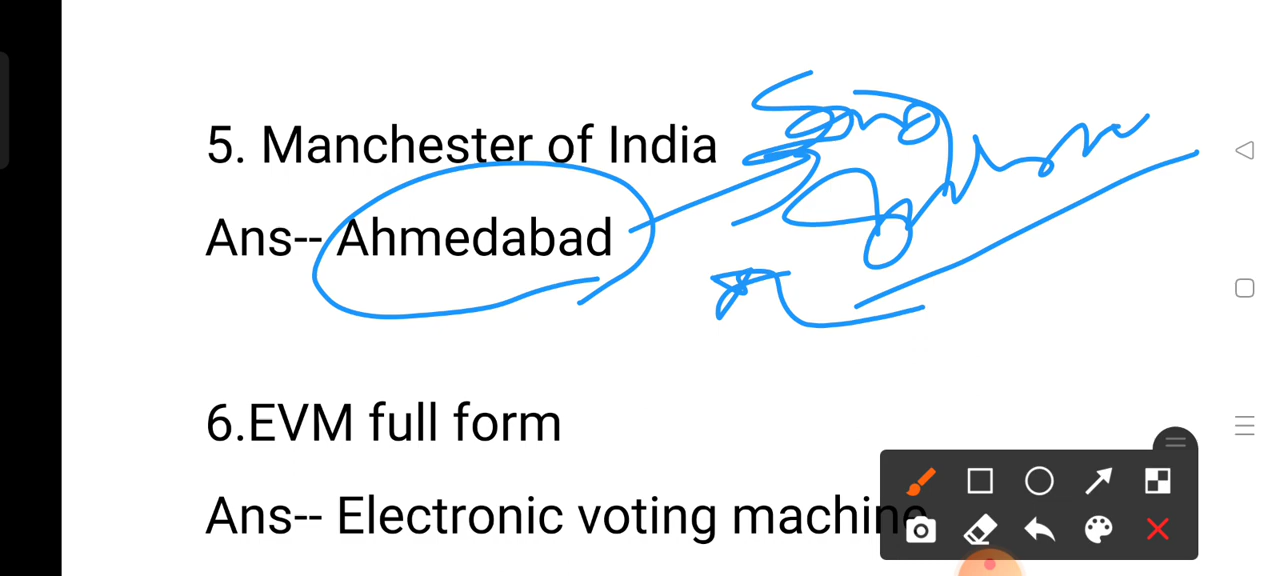 5. Manchester of India
Ans-- Ahmedabad
6.EVM full form
Ans-- Electronic voting machine